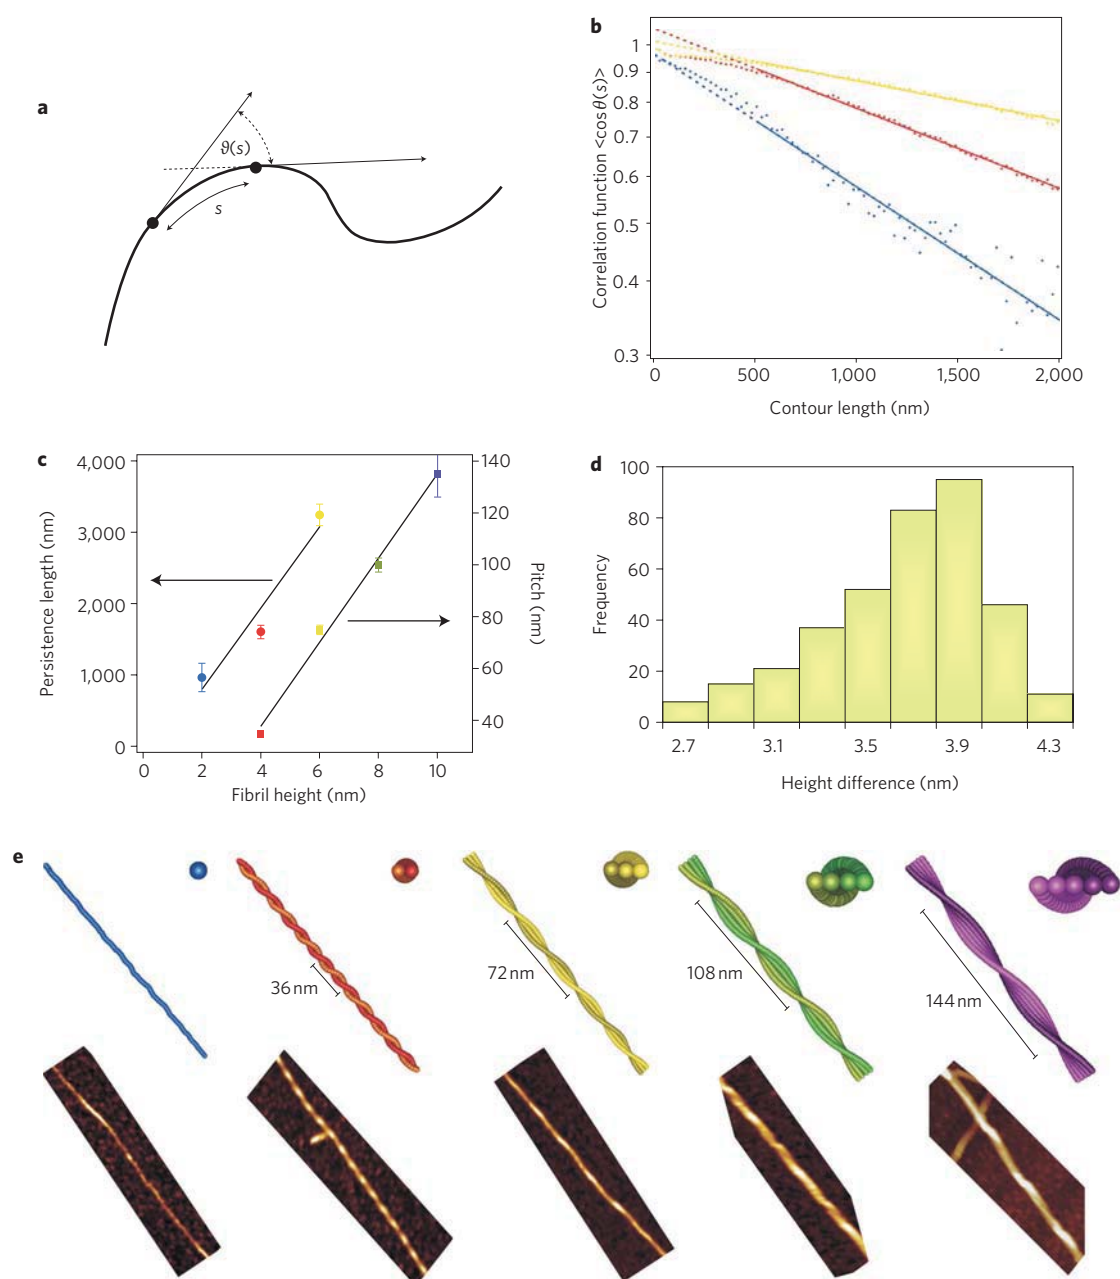 a
ϑ(s)
s
b
Correlation function <cosθ(s)>
1
0.9
0.8
0.7
0.6
0.5
0.4
0.3
0
500
1,000
1,500
2,000
Contour length (nm)
c
Persistence length (nm)
4,000
3,000
2,000
1,000
0
0
2
4
6
8
10
Fibril height (nm)
140
120
100
80
60
40
Pitch (nm)
d
Frequency
100
80
60
40
20
0
2.7
3.1
3.5
3.9
4.3
Height difference (nm)
e
36 nm
72 nm
108 nm
144 nm